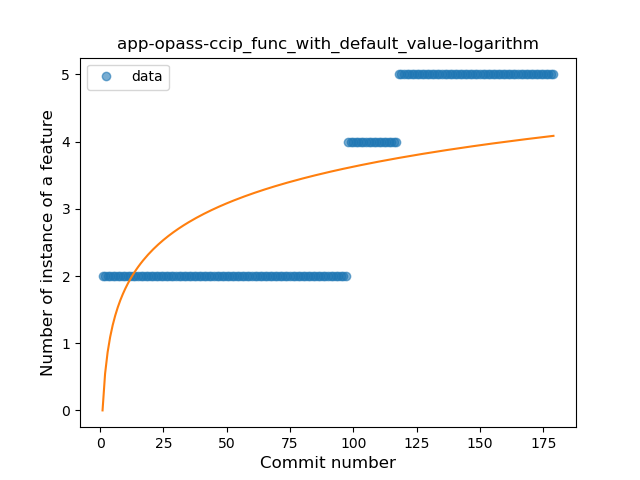 app-opass-ccip_func_with_default_value-logarithm
data
Number of instance of a feature
5
4
3
2
1
0
0 25 50 75 100 125 150 175
Commit number